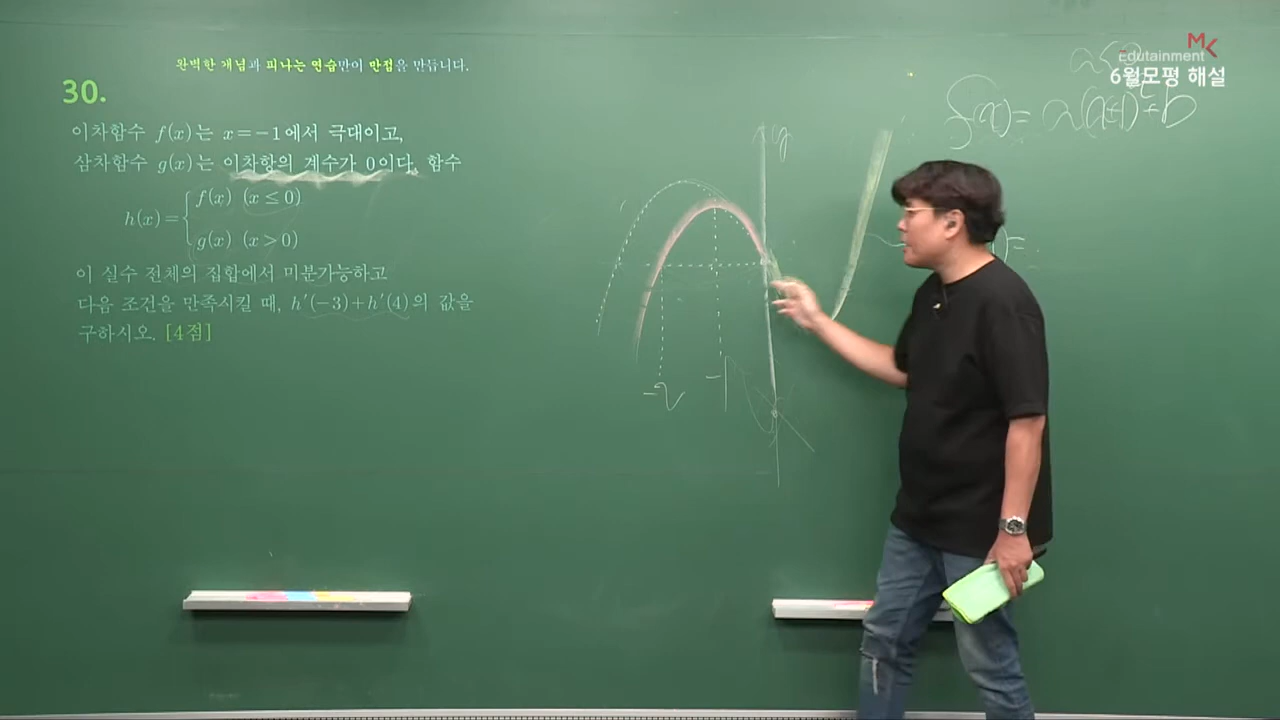 완벽한 개념과 피나는 연습만이 만점을 만듭니다.
MK
Edutainment
6월모평 해설
30.
이차함수 f(x)는 x=-1에서 극대이고,
삼차함수 g(x)는 이차항의 계수가 0이다. 함수
h(x)={ f(x) (x≤0)
g(x) (x>0)
이 실수 전체의 집합에서 미분가능하고
다음 조건을 만족시킬 때, h′(-3)+h′(4)의 값을
구하시오. [4점]
f(x)= a(x+1)²+b
y
-2
-1